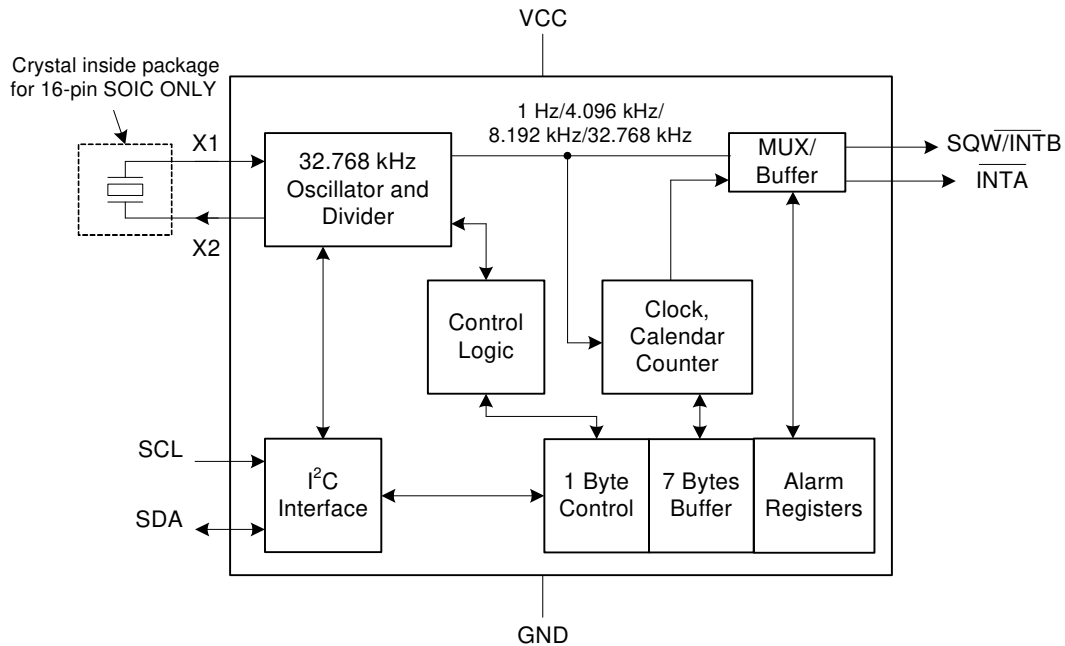 VCC
Crystal inside package
for 16-pin SOIC ONLY
1 Hz/4.096 kHz/
8.192 kHz/32.768 kHz
X1
X2
32.768 kHz
Oscillator and
Divider
MUX/
Buffer
SQW/INTB
INTA
Control
Logic
Clock,
Calendar
Counter
SCL
SDA
I²C
Interface
1 Byte
Control
7 Bytes
Buffer
Alarm
Registers
GND